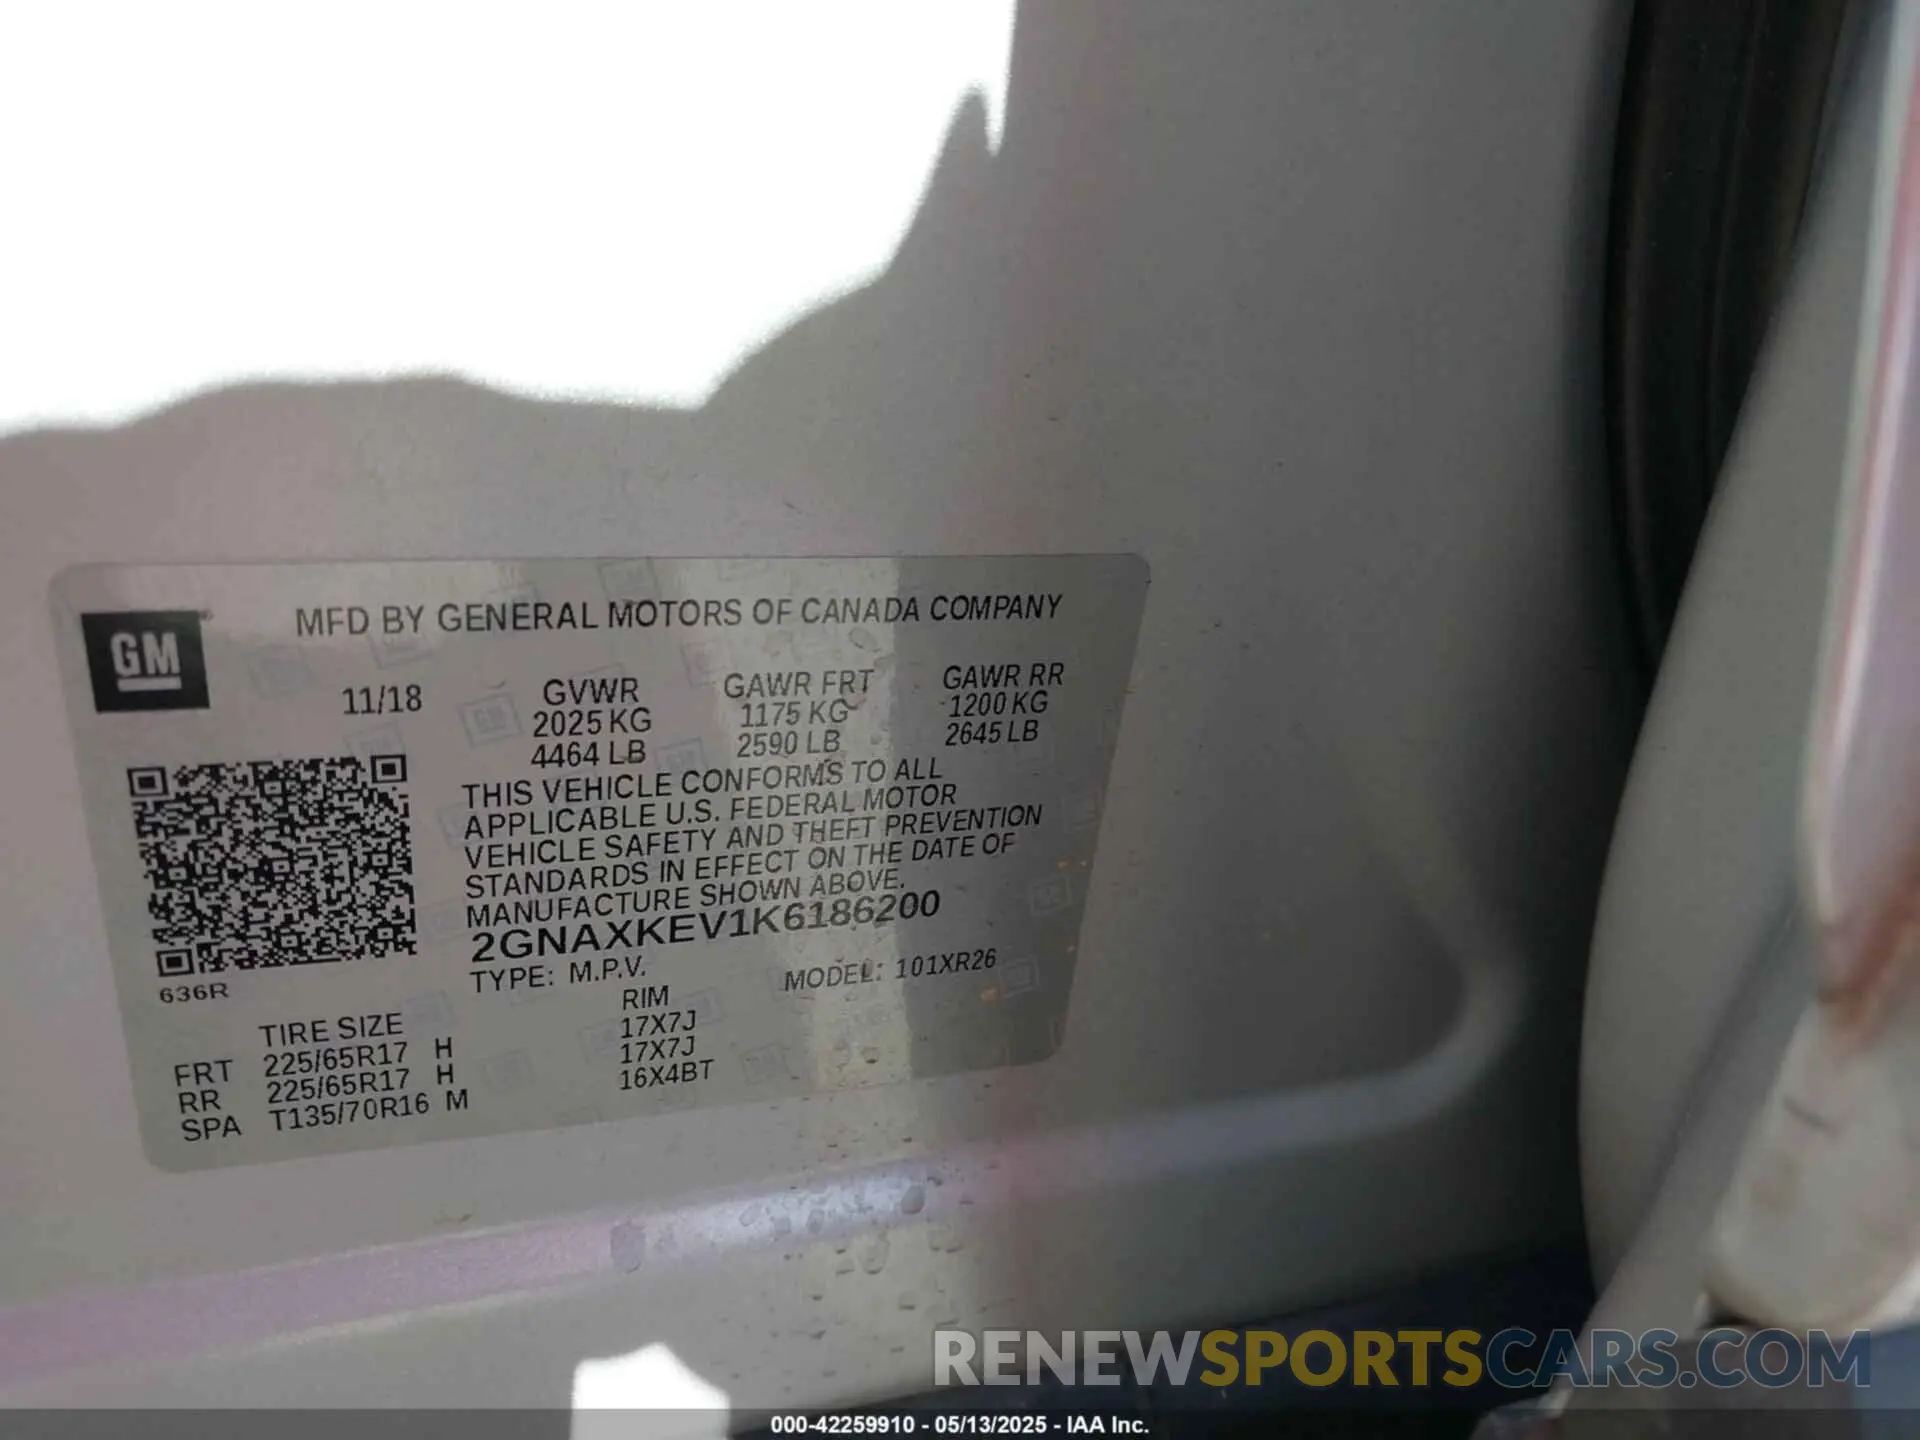 MFD BY GENERAL MOTORS OF CANADA COMPANY
GM
11/18 GVWR GAWR FRT GAWR RR
2025 KG 1175 KG 1200 KG
4464 LB 2590 LB 2645 LB
THIS VEHICLE CONFORMS TO ALL
APPLICABLE U.S. FEDERAL MOTOR
VEHICLE SAFETY AND THEFT PREVENTION
STANDARDS IN EFFECT ON THE DATE OF
MANUFACTURE SHOWN ABOVE.
2GNAXKEV1K6186200
TYPE: M.P.V. MODEL: 101XR26
636R
TIRE SIZE RIM
FRT 225/65R17 H 17X7J
RR 225/65R17 H 17X7J
SPA T135/70R16 M 16X4BT
RENEWSPORTSCARS.COM
000-42259910 - 05/13/2025 - IAA Inc.